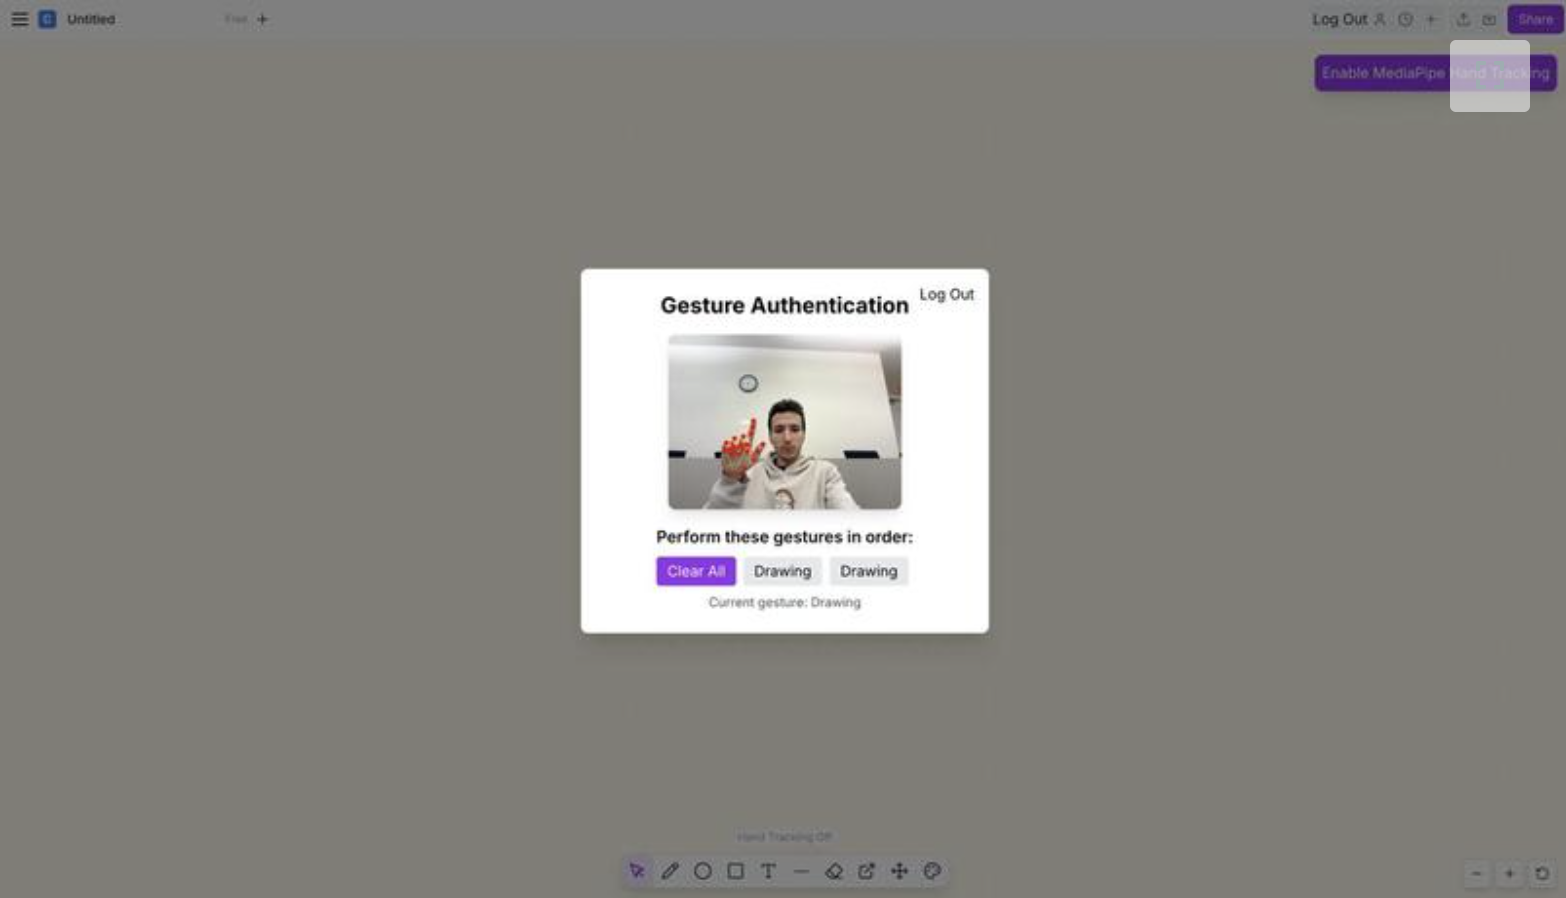 C Untitled Free
Log Out
Share
Enable MediaPipe Hand Tracking
Gesture Authentication
Log Out
Perform these gestures in order:
Clear All Drawing Drawing
Current gesture: Drawing
Hand Tracking Off
T